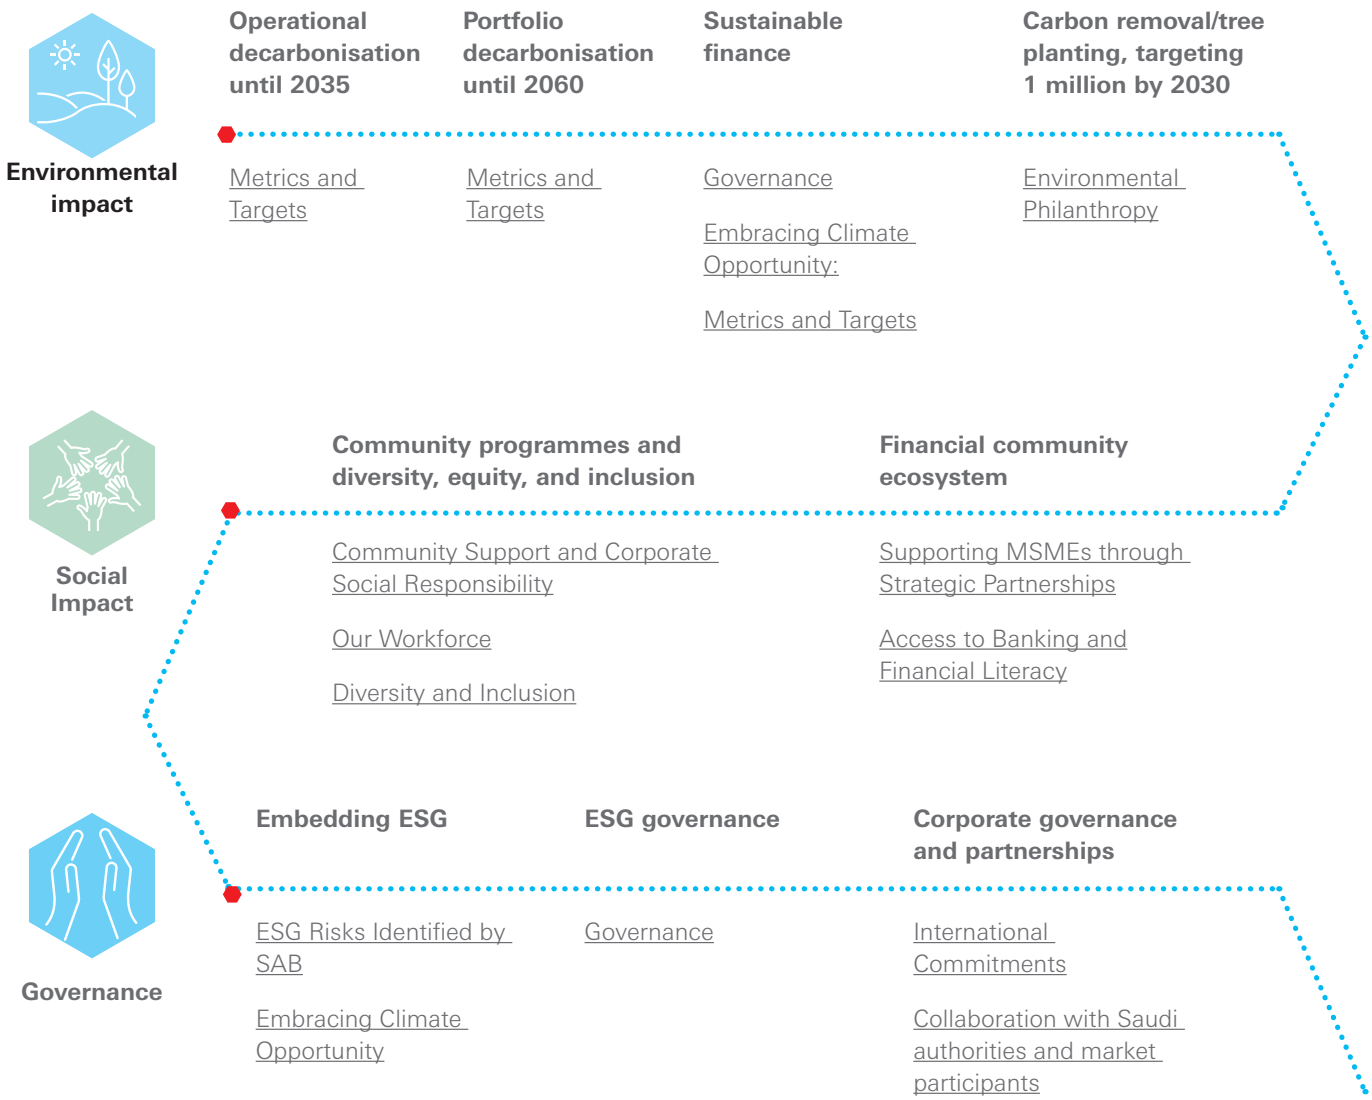 Environmental
impact
Operational
decarbonisation
until 2035
Metrics and
Targets
Portfolio
decarbonisation
until 2060
Metrics and
Targets
Sustainable
finance
Governance
Embracing Climate
Opportunity:
Metrics and Targets
Carbon removal/tree
planting, targeting
1 million by 2030
Environmental
Philanthropy
Social
Impact
Community programmes and
diversity, equity, and inclusion
Community Support and Corporate
Social Responsibility
Our Workforce
Diversity and Inclusion
Financial community
ecosystem
Supporting MSMEs through
Strategic Partnerships
Access to Banking and
Financial Literacy
Governance
Embedding ESG
ESG Risks Identified by
SAB
Embracing Climate
Opportunity
ESG governance
Governance
Corporate governance
and partnerships
International
Commitments
Collaboration with Saudi
authorities and market
participants